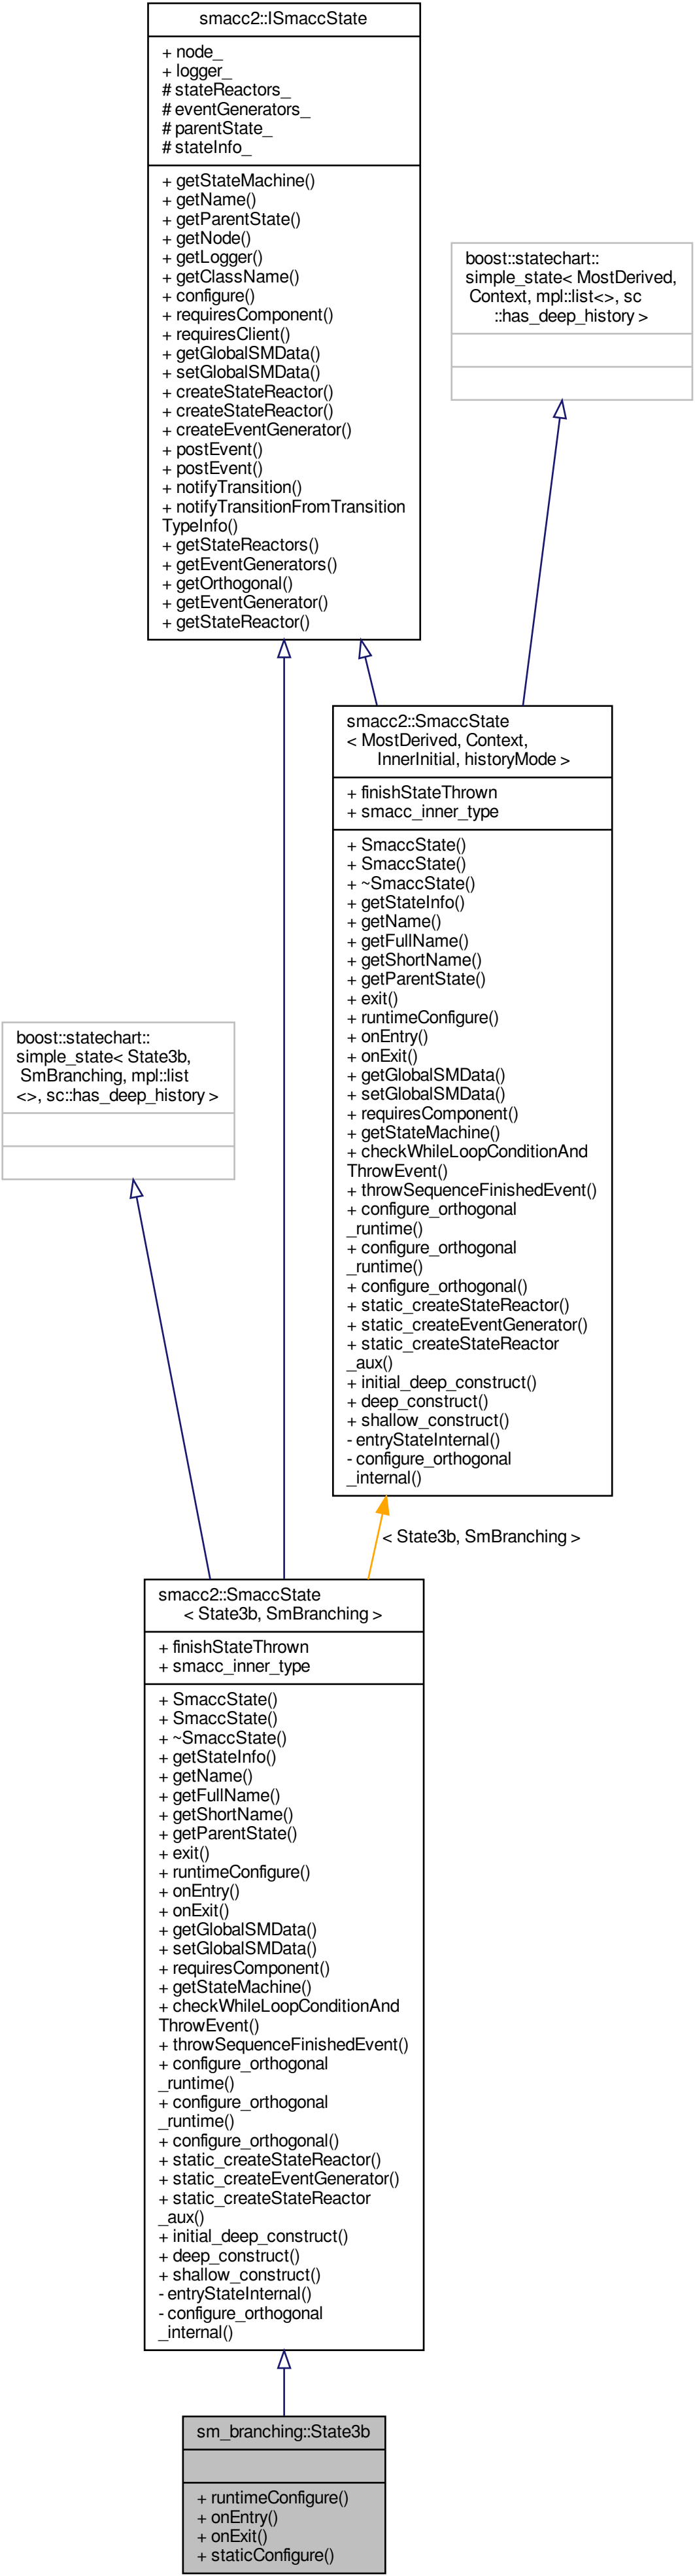 smacc2::ISmaccState
+ node_
+ logger_
# stateReactors_
# eventGenerators_
# parentState_
# stateInfo_
+ getStateMachine()
+ getName()
+ getParentState()
+ getNode()
+ getLogger()
+ getClassName()
+ configure()
+ requiresComponent()
+ requiresClient()
+ getGlobalSMData()
+ setGlobalSMData()
+ createStateReactor()
+ createStateReactor()
+ createEventGenerator()
+ postEvent()
+ postEvent()
+ notifyTransition()
+ notifyTransitionFromTransition
TypeInfo()
+ getStateReactors()
+ getEventGenerators()
+ getOrthogonal()
+ getEventGenerator()
+ getStateReactor()
boost::statechart::
simple_state< MostDerived,
Context, mpl::list<>, sc
::has_deep_history >
smacc2::SmaccState
< MostDerived, Context,
InnerInitial, historyMode >
+ finishStateThrown
+ smacc_inner_type
+ SmaccState()
+ SmaccState()
+ ~SmaccState()
+ getStateInfo()
+ getName()
+ getFullName()
+ getShortName()
+ getParentState()
+ exit()
+ runtimeConfigure()
+ onEntry()
+ onExit()
+ getGlobalSMData()
+ setGlobalSMData()
+ requiresComponent()
+ getStateMachine()
+ checkWhileLoopConditionAnd
ThrowEvent()
+ throwSequenceFinishedEvent()
+ configure_orthogonal
_runtime()
+ configure_orthogonal
_runtime()
+ configure_orthogonal()
+ static_createStateReactor()
+ static_createEventGenerator()
+ static_createStateReactor
_aux()
+ initial_deep_construct()
+ deep_construct()
+ shallow_construct()
- entryStateInternal()
- configure_orthogonal
_internal()
boost::statechart::
simple_state< State3b,
SmBranching, mpl::list
<>, sc::has_deep_history >
< State3b, SmBranching >
smacc2::SmaccState
< State3b, SmBranching >
+ finishStateThrown
+ smacc_inner_type
+ SmaccState()
+ SmaccState()
+ ~SmaccState()
+ getStateInfo()
+ getName()
+ getFullName()
+ getShortName()
+ getParentState()
+ exit()
+ runtimeConfigure()
+ onEntry()
+ onExit()
+ getGlobalSMData()
+ setGlobalSMData()
+ requiresComponent()
+ getStateMachine()
+ checkWhileLoopConditionAnd
ThrowEvent()
+ throwSequenceFinishedEvent()
+ configure_orthogonal
_runtime()
+ configure_orthogonal
_runtime()
+ configure_orthogonal()
+ static_createStateReactor()
+ static_createEventGenerator()
+ static_createStateReactor
_aux()
+ initial_deep_construct()
+ deep_construct()
+ shallow_construct()
- entryStateInternal()
- configure_orthogonal
_internal()
sm_branching::State3b
+ runtimeConfigure()
+ onEntry()
+ onExit()
+ staticConfigure()